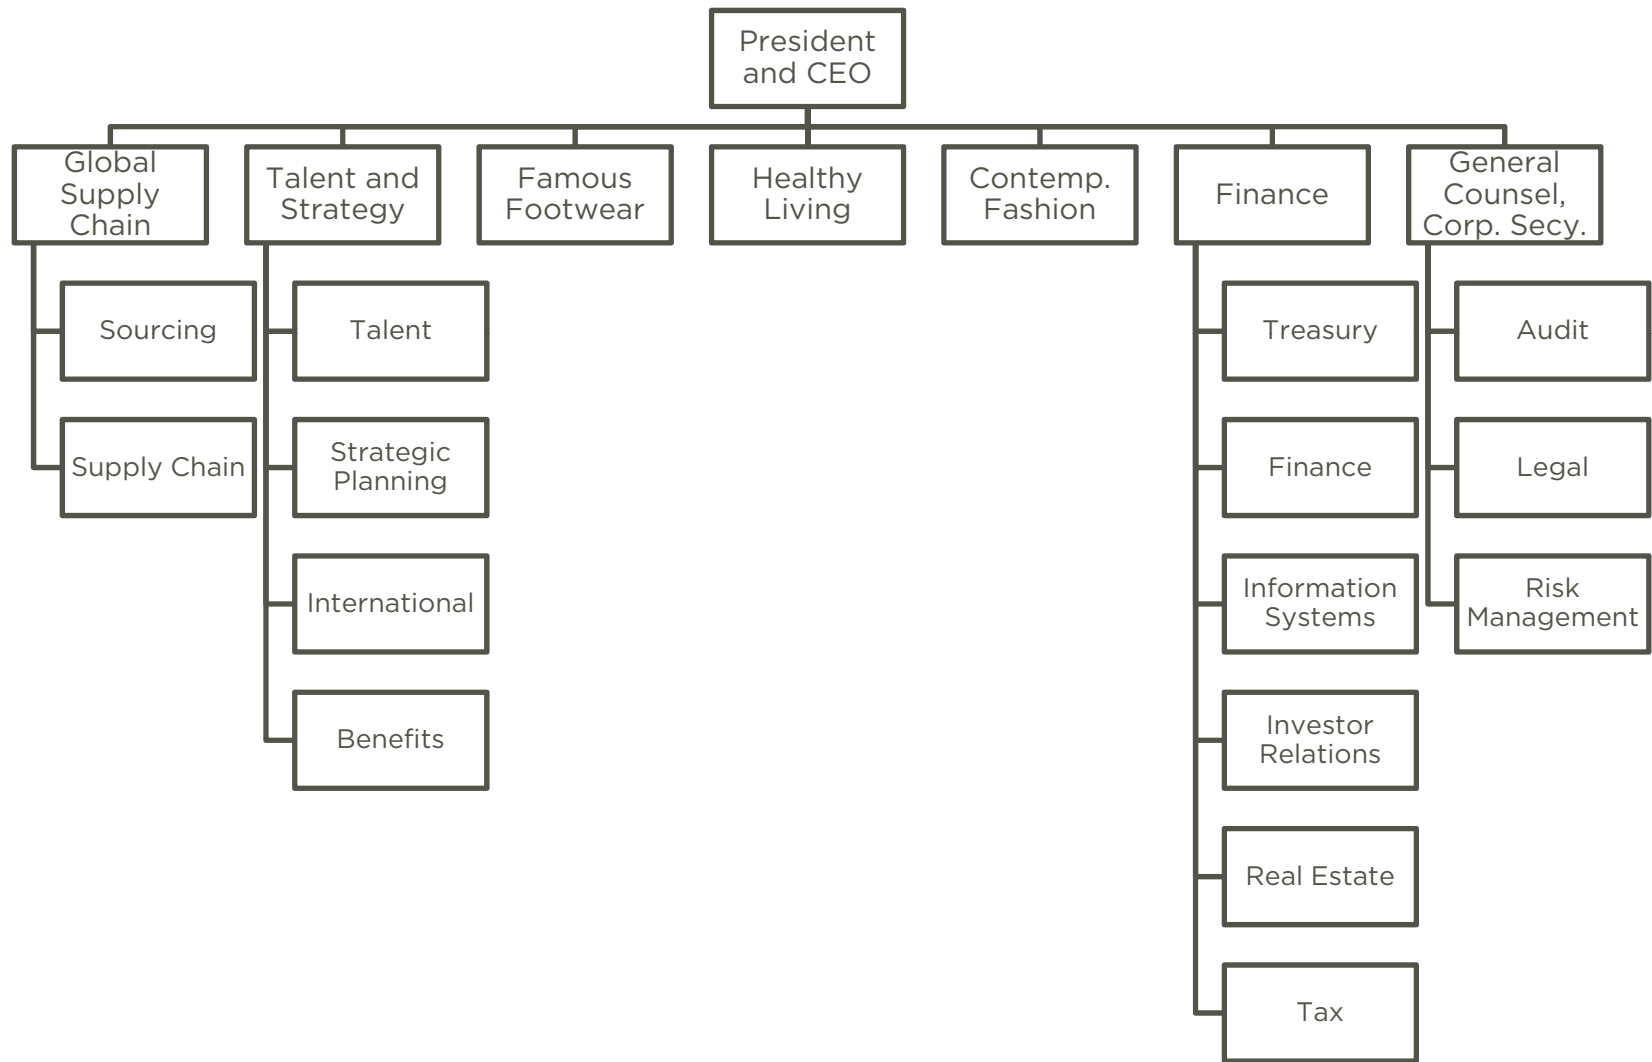 President
and CEO
Global
Supply
Chain
Talent and
Strategy
Famous
Footwear
Healthy
Living
Contemp.
Fashion
Finance
General
Counsel,
Corp. Secy.
Sourcing
Supply Chain
Talent
Strategic
Planning
International
Benefits
Treasury
Finance
Information
Systems
Investor
Relations
Real Estate
Tax
Audit
Legal
Risk
Management